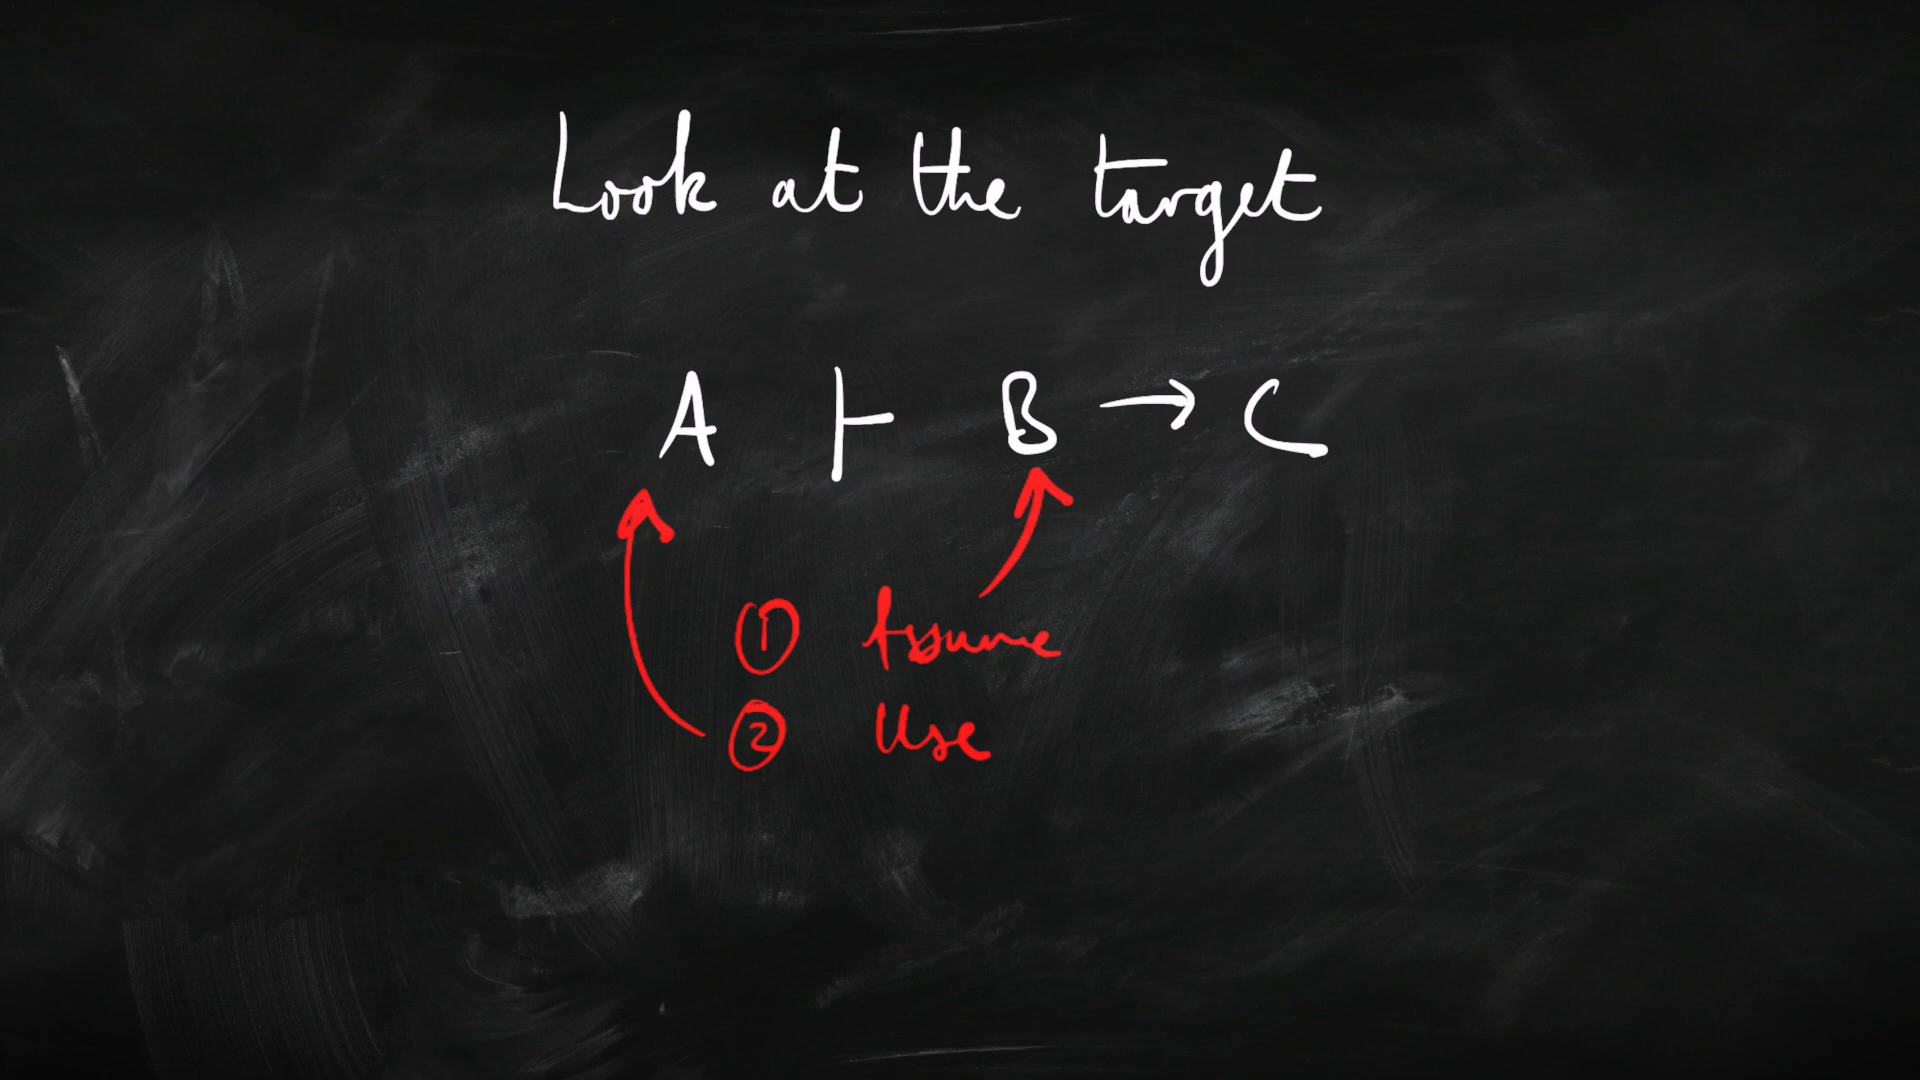 Look at the target
A ⊢ B → C
① Assume
② Use